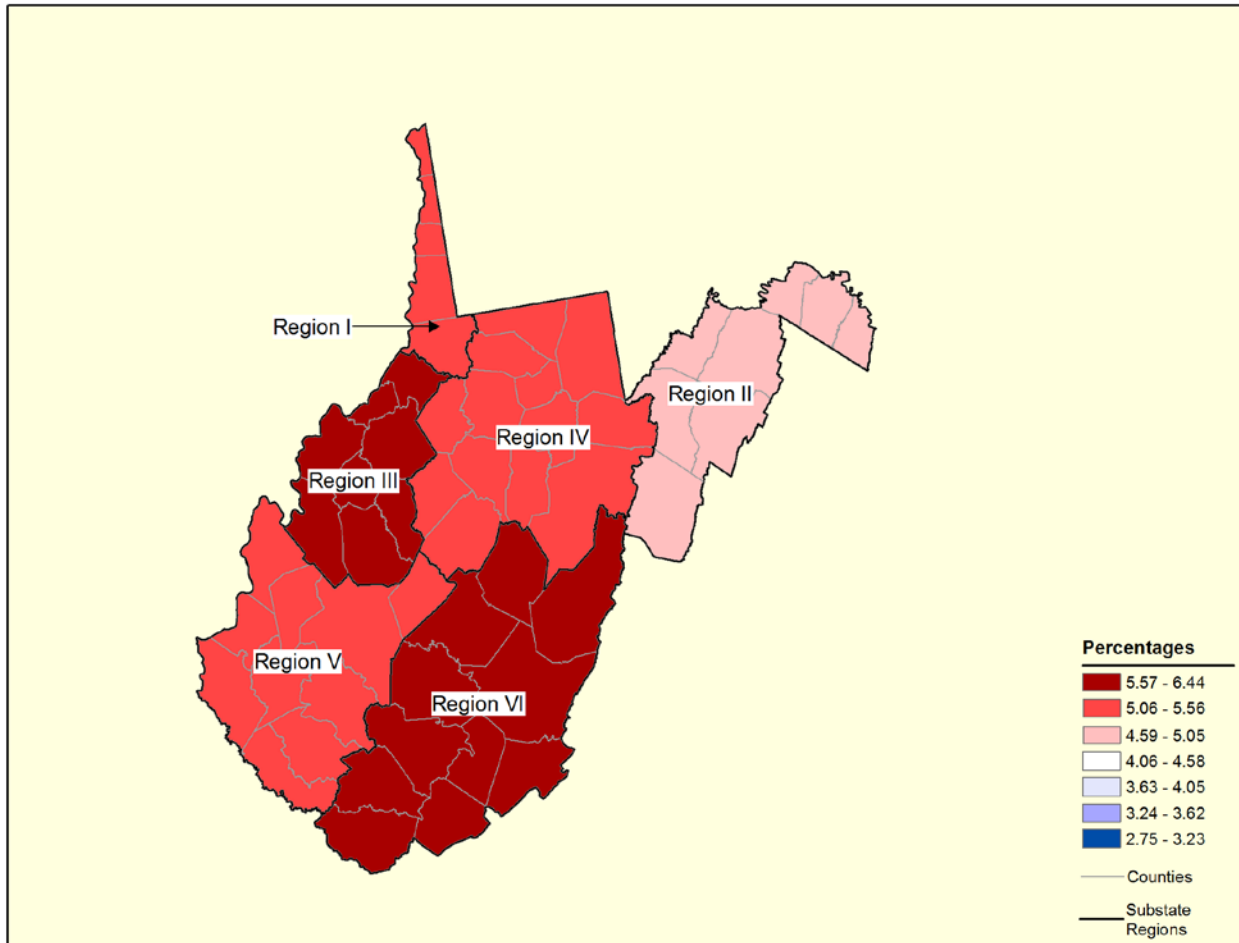 Region I
Region II
Region IV
Region III
Region V
Region VI
Percentages
5.57 - 6.44
5.06 - 5.56
4.59 - 5.05
4.06 - 4.58
3.63 - 4.05
3.24 - 3.62
2.75 - 3.23
Counties
Substate
Regions